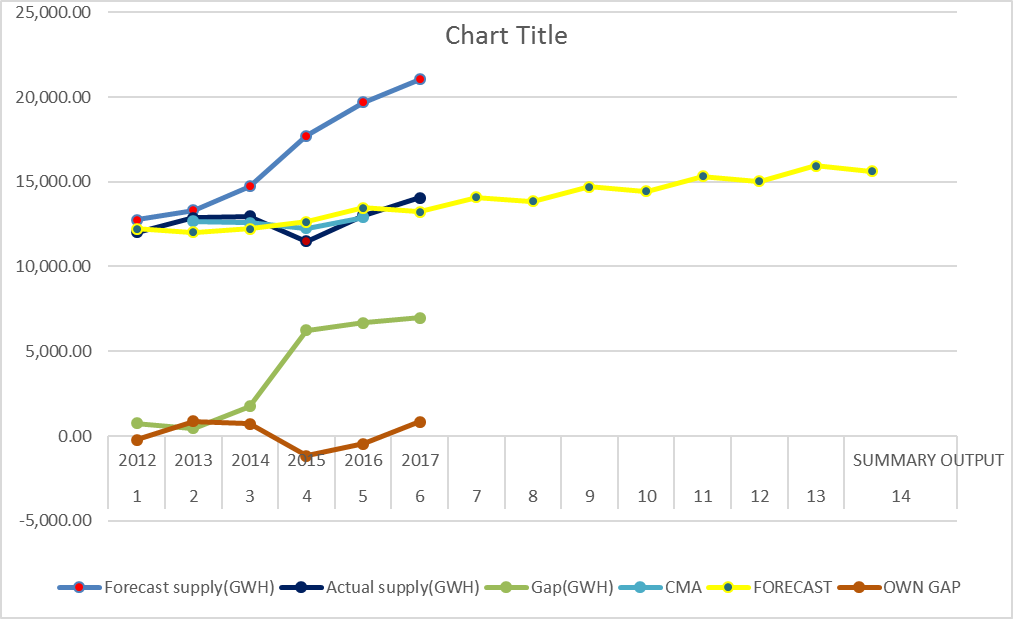 Chart Title
25,000.00
20,000.00
15,000.00
10,000.00
5,000.00
0.00
-5,000.00
2012 2013 2014 2015 2016 2017 SUMMARY OUTPUT
1 2 3 4 5 6 7 8 9 10 11 12 13 14
Forecast supply(GWH) Actual supply(GWH) Gap(GWH) CMA FORECAST OWN GAP